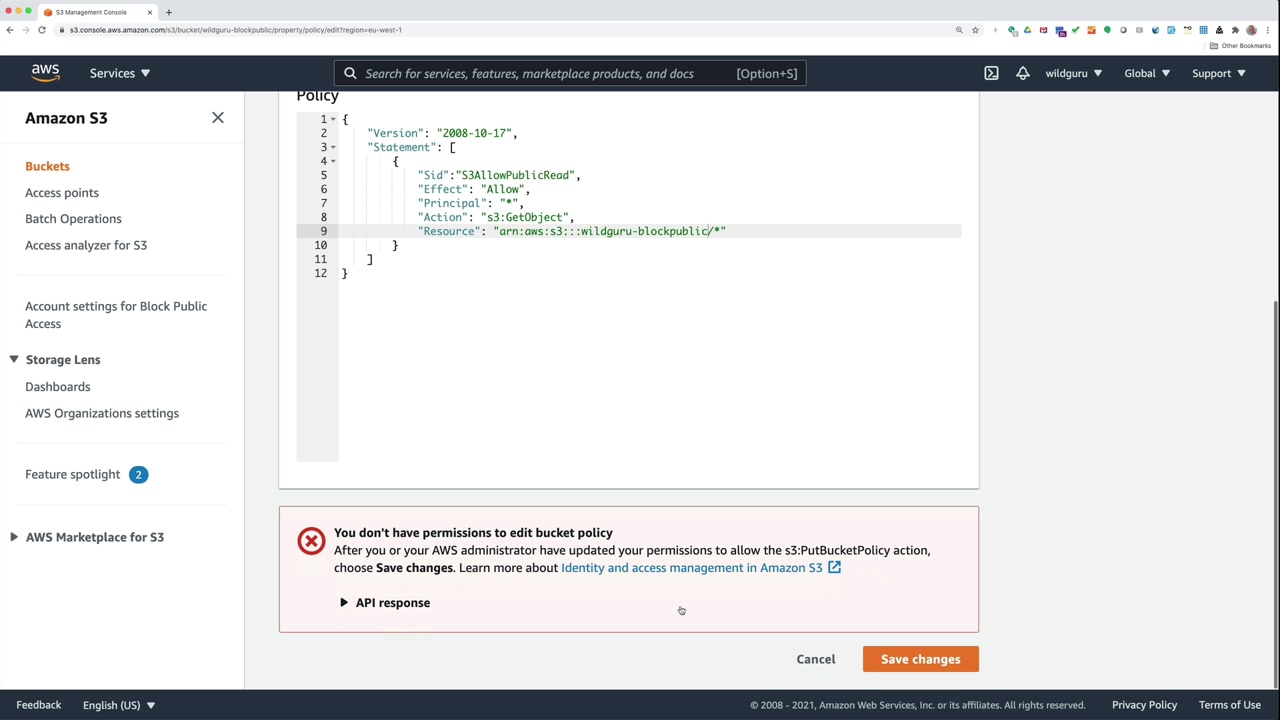 S3 Management Console
s3.console.aws.amazon.com/s3/bucket/wildguru-blockpublic/property/policy/edit?region=eu-west-1
Other Bookmarks
aws
Services
Search for services, features, marketplace products, and docs [Option+S]
wildguru
Global
Support
Amazon S3
Buckets
Access points
Batch Operations
Access analyzer for S3
Account settings for Block Public
Access
Storage Lens
Dashboards
AWS Organizations settings
Feature spotlight 2
AWS Marketplace for S3
Policy
1 {
2 "Version": "2008-10-17",
3 "Statement": [
4 {
5 "Sid":"S3AllowPublicRead",
6 "Effect": "Allow",
7 "Principal": "*",
8 "Action": "s3:GetObject",
9 "Resource": "arn:aws:s3:::wildguru-blockpublic/*"
10 }
11 ]
12 }
You don't have permissions to edit bucket policy
After you or your AWS administrator have updated your permissions to allow the s3:PutBucketPolicy action,
choose Save changes. Learn more about Identity and access management in Amazon S3
API response
Cancel
Save changes
Feedback
English (US)
© 2008 - 2021, Amazon Web Services, Inc. or its affiliates. All rights reserved.
Privacy Policy
Terms of Use